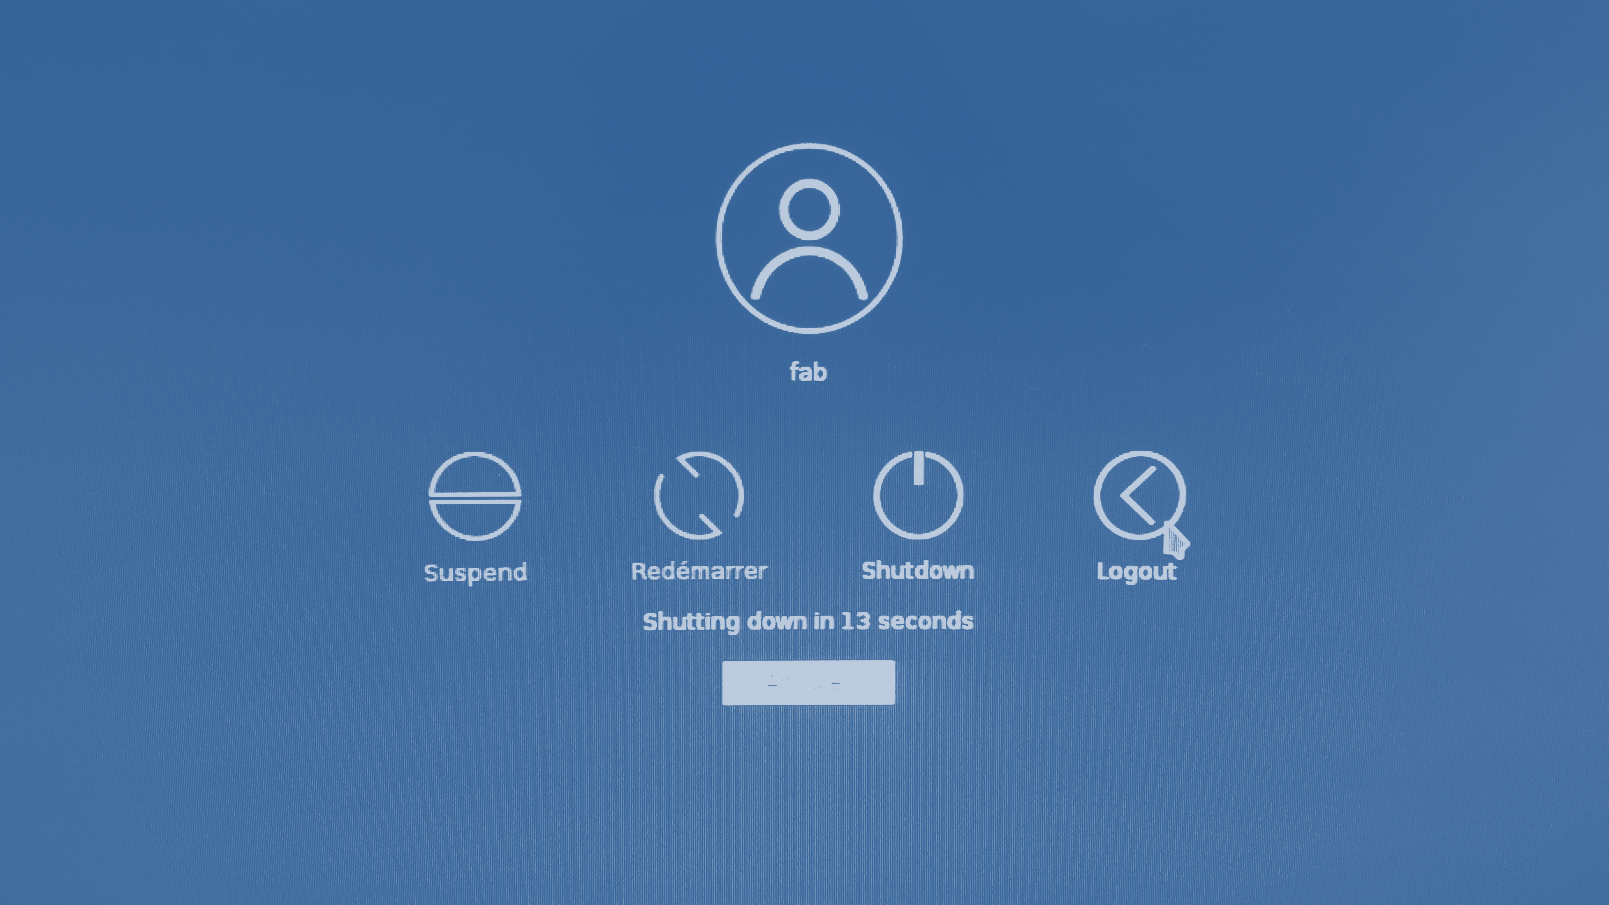 fab
Suspend Redémarrer Shutdown Logout
Shutting down in 13 seconds